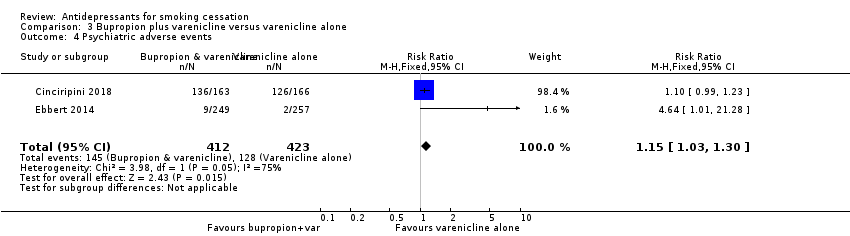 Review: Antidepressants for smoking cessation
Comparison: 3 Bupropion plus varenicline versus varenicline alone
Outcome: 4 Psychiatric adverse events
Study or subgroup Bupropion & varenicline Varenicline alone Risk Ratio Weight Risk Ratio
n/N n/N M-H,Fixed,95% CI M-H,Fixed,95% CI
Cinciripini 2018 136/163 126/166 98.4 % 1.10 [ 0.99, 1.23 ]
Ebbert 2014 9/249 2/257 1.6 % 4.64 [ 1.01, 21.28 ]
Total (95% CI) 412 423 100.0 % 1.15 [ 1.03, 1.30 ]
Total events: 145 (Bupropion & varenicline), 128 (Varenicline alone)
Heterogeneity: Chi² = 3.98, df = 1 (P = 0.05); I² =75%
Test for overall effect: Z = 2.43 (P = 0.015)
Test for subgroup differences: Not applicable
0.1 0.2 0.5 1 2 5 10
Favours bupropion+var Favours varenicline alone